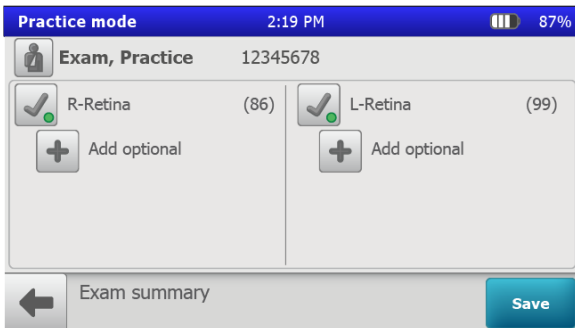 Practice mode 2:19 PM 87%
Exam, Practice 12345678
R-Retina (86) L-Retina (99)
Add optional Add optional
Exam summary
Save